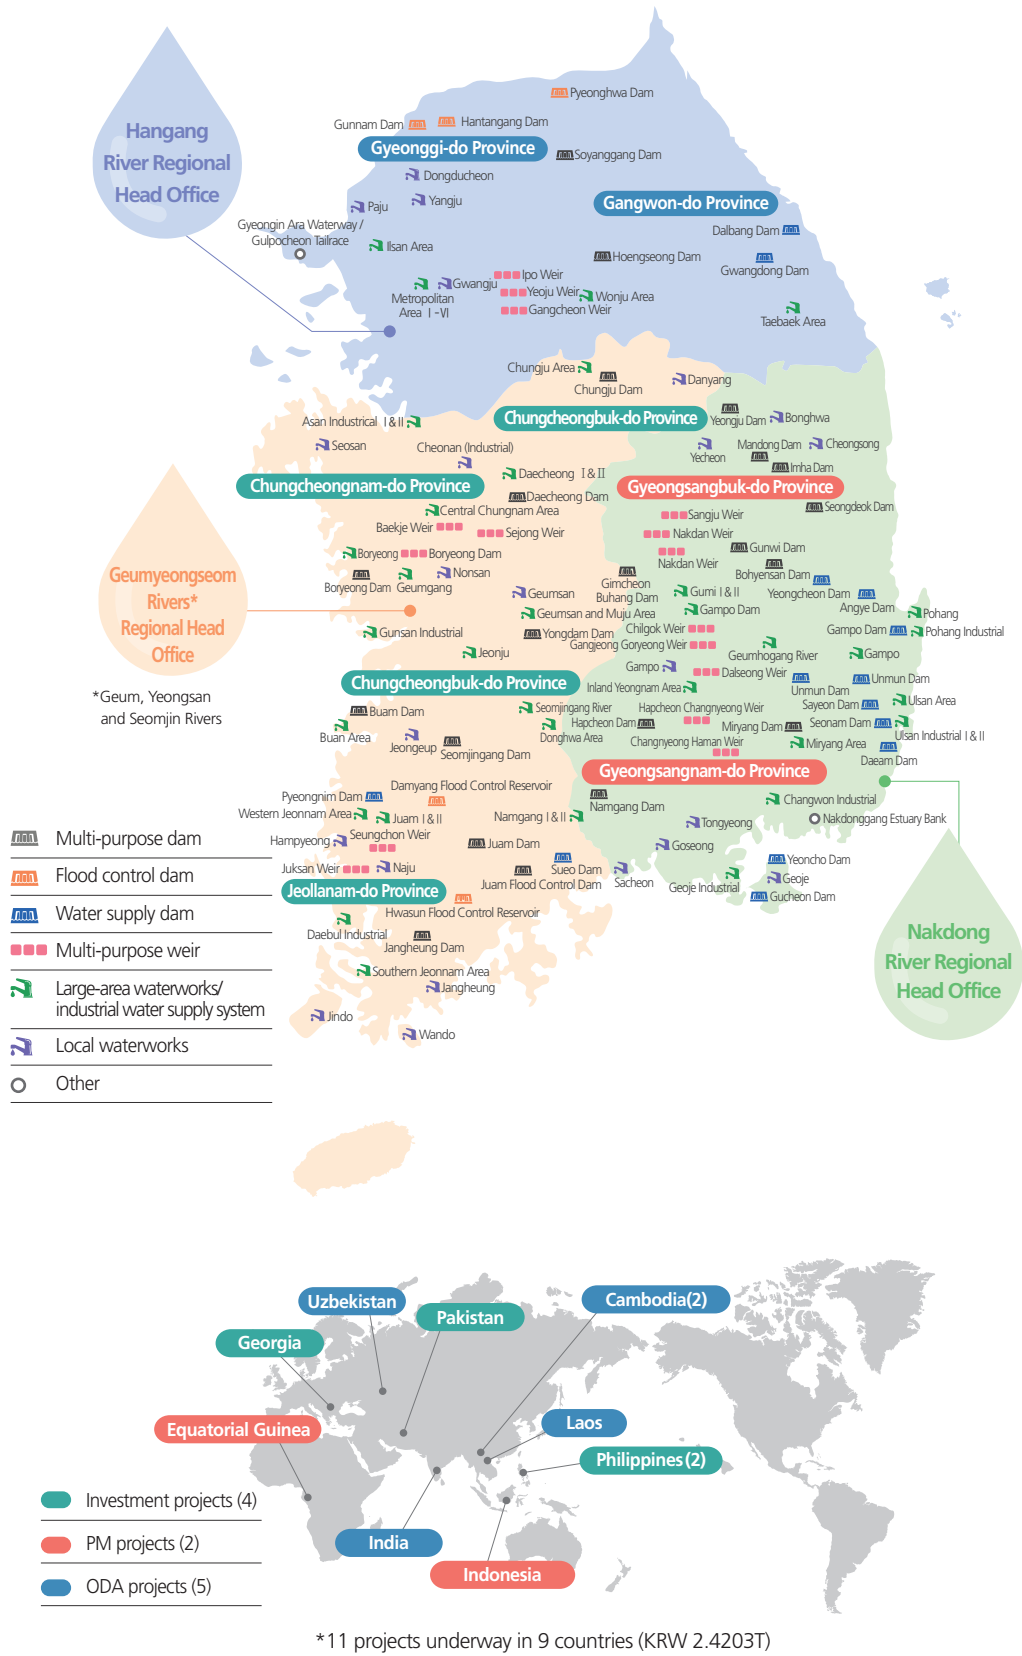 Pyeonghwa Dam
Gunnam Dam
Hantangang Dam
Hangang
River Regional
Head Office
Gyeonggi-do Province
Soyanggang Dam
Dongducheon
Gangwon-do Province
Paju
Yangju
Gyeongin Ara Waterway /
Gulpocheon Tailrace
Dalbang Dam
Ilsan Area
Hoengseong Dam
Gwangdong Dam
Ipo Weir
Gwangju
Yeoju Weir
Wonju Area
Metropolitan
Area Ⅰ-Ⅵ
Gangcheon Weir
Taebaek Area
Chungju Area
Chungju Dam
Danyang
Chungcheongbuk-do Province
Yeongju Dam
Bonghwa
Asan Industrical Ⅰ&Ⅱ
Seosan
Cheonan (Industrial)
Yecheon
Mandong Dam
Cheongsong
Imha Dam
Daecheong Ⅰ&Ⅱ
Chungcheongnam-do Province
Gyeongsangbuk-do Province
Daecheong Dam
Seongdeok Dam
Central Chungnam Area
Sangju Weir
Baekje Weir
Sejong Weir
Nakdan Weir
Gunwi Dam
Boryeong
Boryeong Dam
Nakdan Weir
Bohyensan Dam
Boryeong Dam
Geumgang
Nonsan
Gimcheon
Buhang Dam
Yeongcheon Dam
Geumyeongseom
Rivers*
Regional Head
Office
Geumsan
Gumi Ⅰ&Ⅱ
Angye Dam
Geumsan and Muju Area
Gampo Dam
Pohang
Gunsan Industrial
Yongdam Dam
Chilgok Weir
Gampo Dam
Pohang Industrial
Gangjeong Goryeong Weir
Jeonju
Geumhogang River
Gampo
Gampo
Dalseong Weir
Chungcheongbuk-do Province
Inland Yeongnam Area
Unmun Dam
Unmun Dam
*Geum, Yeongsan
and Seomjin Rivers
Buam Dam
Seomjingang River
Hapcheon Changnyeong Weir
Sayeon Dam
Ulsan Area
Buan Area
Jeongeup
Hapcheon Dam
Miryang Dam
Seonam Dam
Donghwa Area
Ulsan Industrial Ⅰ&Ⅱ
Seomjingang Dam
Changnyeong Haman Weir
Miryang Area
Daeam Dam
Gyeongsangnam-do Province
Damyang Flood Control Reservoir
Pyeongnim Dam
Namgang Dam
Changwon Industrial
Western Jeonnam Area
Juam Ⅰ&Ⅱ
Namgang Ⅰ&Ⅱ
Tongyeong
Nakdonggang Estuary Bank
Seungchon Weir
Hampyeong
Juam Dam
Goseong
Juksan Weir
Naju
Sueo Dam
Yeoncho Dam
Juam Flood Control Dam
Sacheon
Geoje
Geoje Industrial
Gucheon Dam
Jeollanam-do Province
Hwasun Flood Control Reservoir
Daebul Industrial
Jangheung Dam
Nakdong
River Regional
Head Office
Southern Jeonnam Area
Jangheung
Jindo
Wando
Multi-purpose dam
Flood control dam
Water supply dam
Multi-purpose weir
Large-area waterworks/
industrial water supply system
Local waterworks
Other
Uzbekistan
Cambodia(2)
Pakistan
Georgia
Laos
Equatorial Guinea
Philippines(2)
India
Indonesia
Investment projects (4)
PM projects (2)
ODA projects (5)
*11 projects underway in 9 countries (KRW 2.4203T)